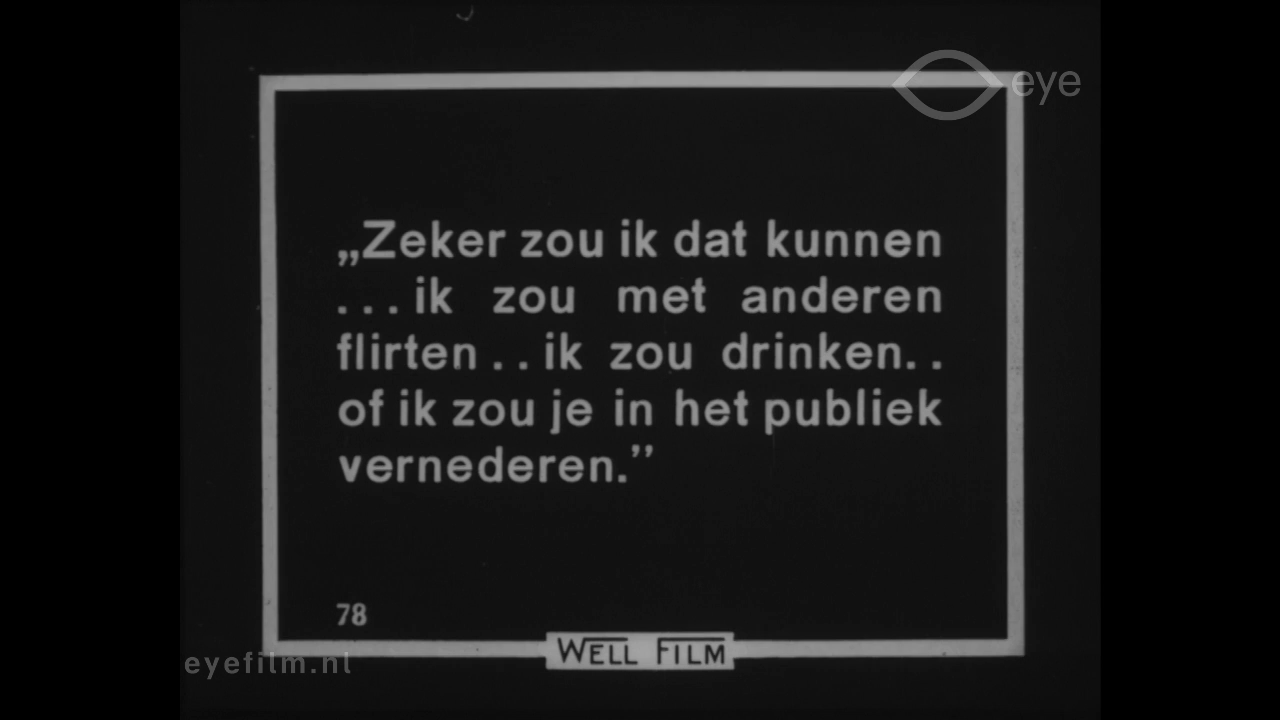 eye
„Zeker zou ik dat kunnen
...ik zou met anderen
flirten..ik zou drinken..
of ik zou je in het publiek
vernederen.’’
78
WELL FILM
eyefilm.nl